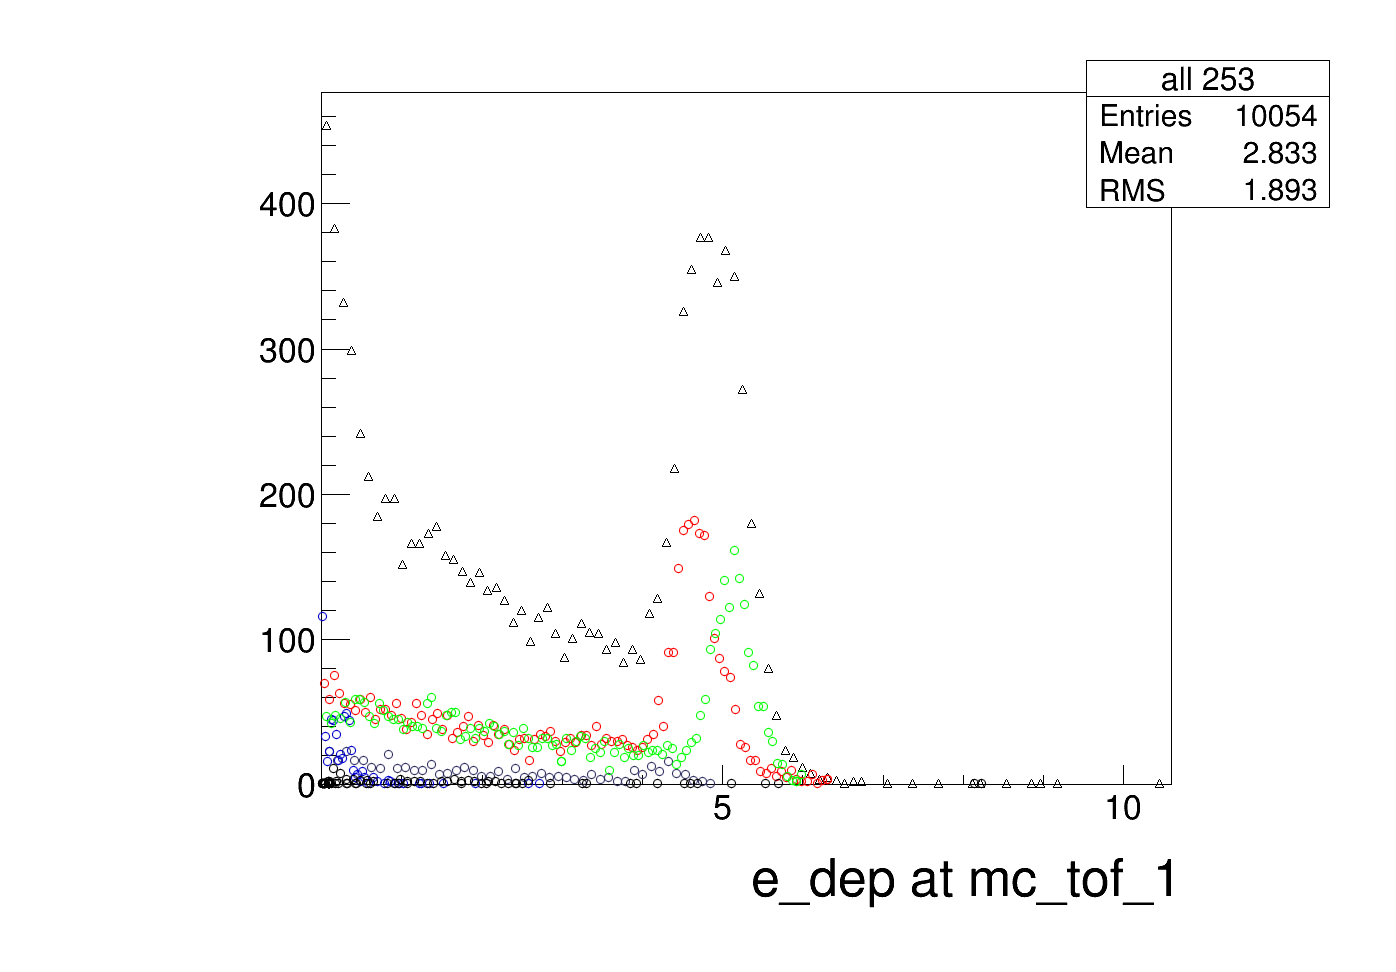 all 253
Entries 10054
Mean 2.833
RMS 1.893
400
300
200
100
0
5 10
e_dep at mc_tof_1